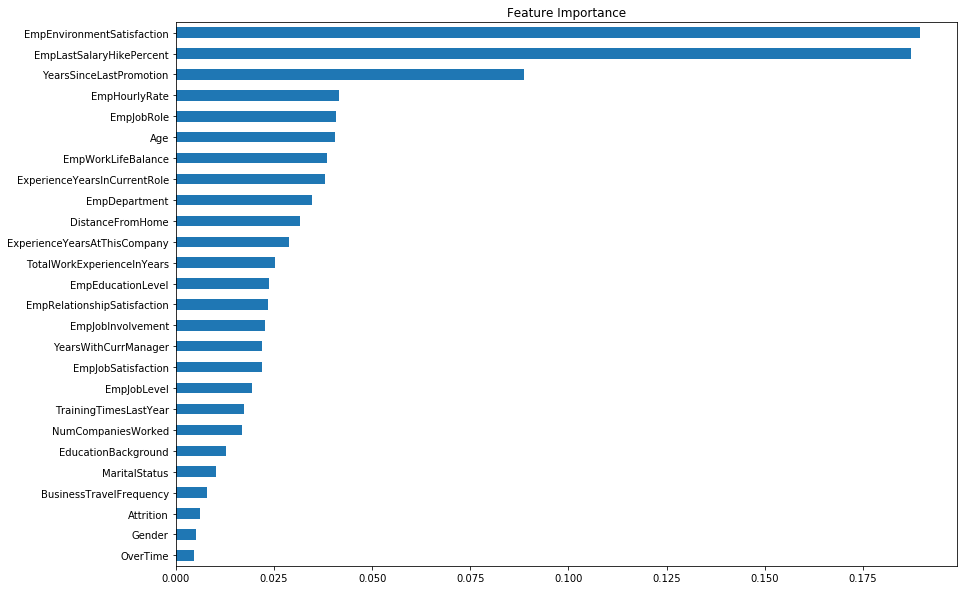 Feature Importance
EmpEnvironmentSatisfaction
EmpLastSalaryHikePercent
YearsSinceLastPromotion
EmpHourlyRate
EmpJobRole
Age
EmpWorkLifeBalance
ExperienceYearsInCurrentRole
EmpDepartment
DistanceFromHome
ExperienceYearsAtThisCompany
TotalWorkExperienceInYears
EmpEducationLevel
EmpRelationshipSatisfaction
EmpJobInvolvement
YearsWithCurrManager
EmpJobSatisfaction
EmpJobLevel
TrainingTimesLastYear
NumCompaniesWorked
EducationBackground
MaritalStatus
BusinessTravelFrequency
Attrition
Gender
OverTime
0.000 0.025 0.050 0.075 0.100 0.125 0.150 0.175